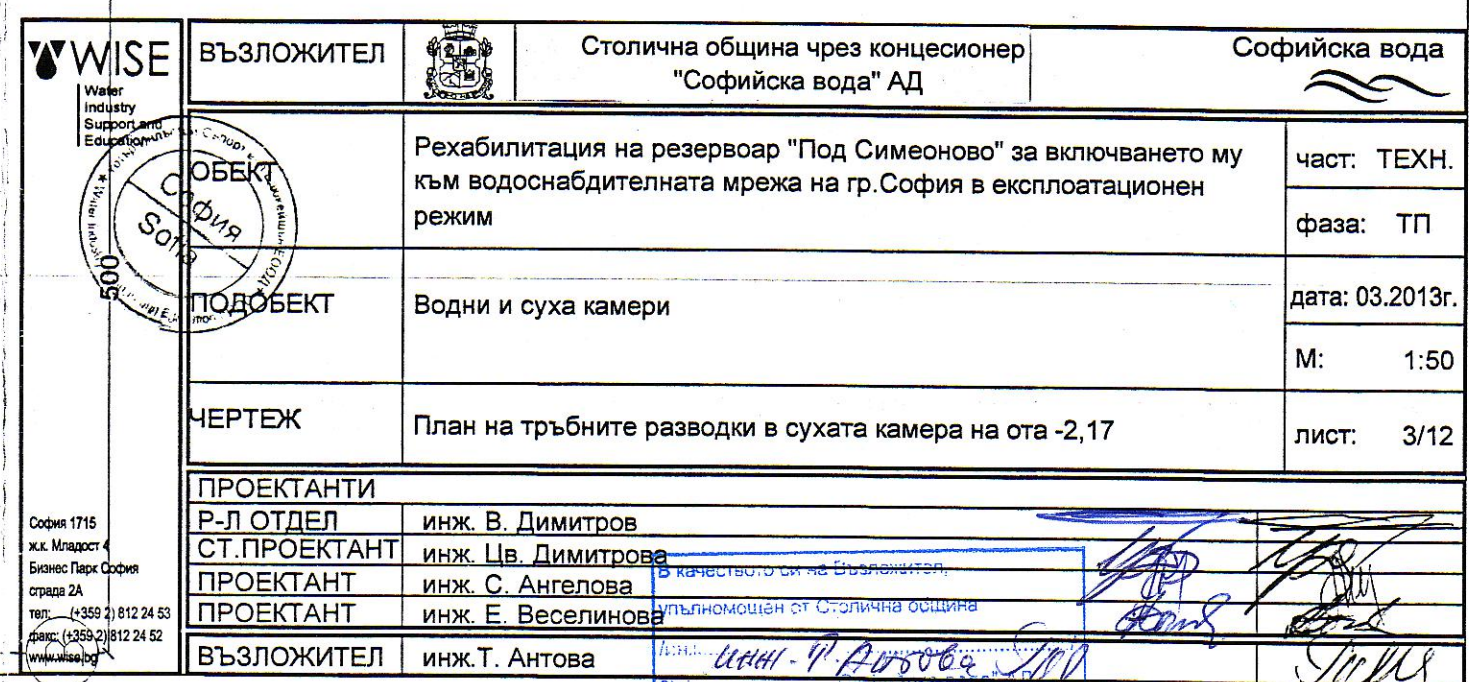 WISE
Water
Industry
Support and
Education
ВЪЗЛОЖИТЕЛ
Столична община чрез концесионер
"Софийска вода" АД
Софийска вода
ОБЕКТ
Рехабилитация на резервоар "Под Симеоново" за включването му
към водоснабдителната мрежа на гр.София в експлоатационен
режим
част: ТЕХН.
фаза: ТП
София
Sofia
500
ПОДОБЕКТ
Водни и суха камери
дата: 03.2013г.
М: 1:50
ЧЕРТЕЖ
План на тръбните разводки в сухата камера на ота -2,17
лист: 3/12
ПРОЕКТАНТИ
Р-Л ОТДЕЛ инж. В. Димитров
СТ.ПРОЕКТАНТ инж. Цв. Димитрова
ПРОЕКТАНТ инж. С. Ангелова
ПРОЕКТАНТ инж. Е. Веселинова
ВЪЗЛОЖИТЕЛ инж.Т. Антова
В качеството си на Възложител,
упълномощен от Столична община
инж. Т. Антова
София 1715
ж.к. Младост 4
Бизнес Парк София
сграда 2А
тел: (+359 2) 812 24 53
факс: (+359 2) 812 24 52
www.wise.bg